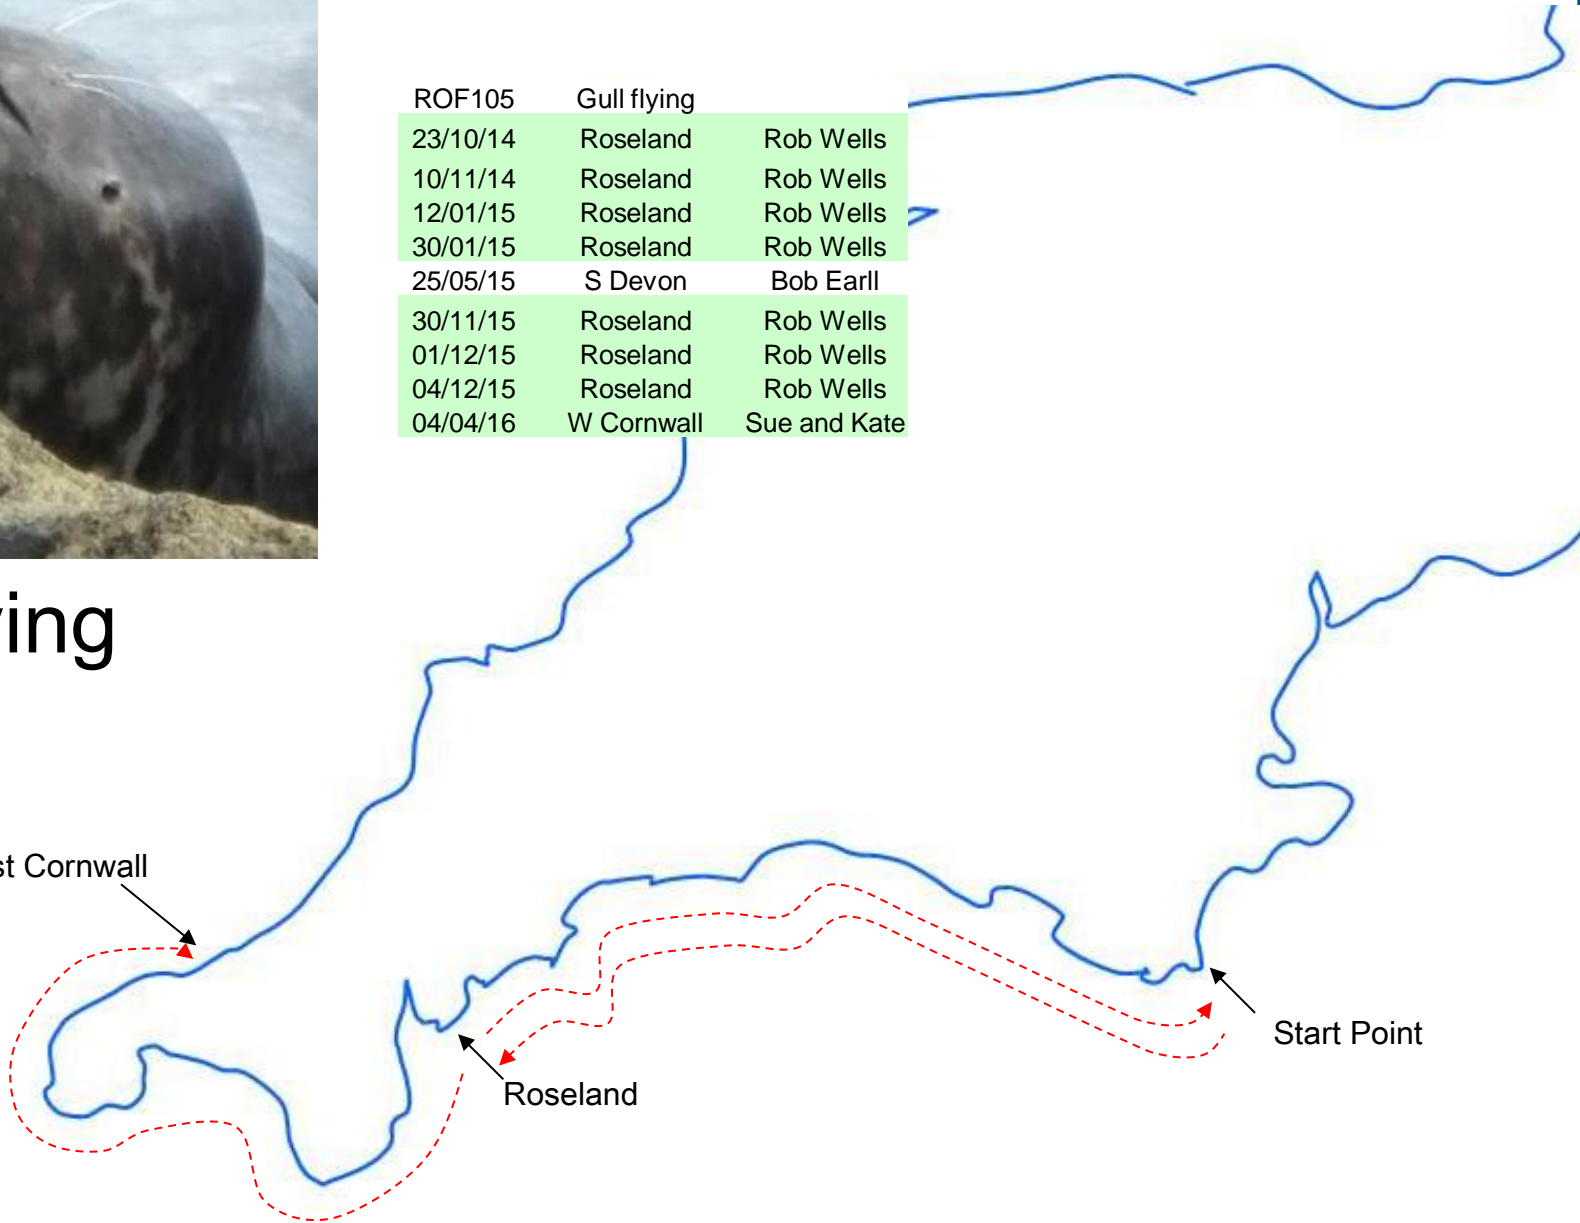 ROF105 Gull flying
23/10/14 Roseland Rob Wells
10/11/14 Roseland Rob Wells
12/01/15 Roseland Rob Wells
30/01/15 Roseland Rob Wells
25/05/15 S Devon Bob Earll
30/11/15 Roseland Rob Wells
01/12/15 Roseland Rob Wells
04/12/15 Roseland Rob Wells
04/04/16 W Cornwall Sue and Kate
ying
st Cornwall
Start Point
Roseland